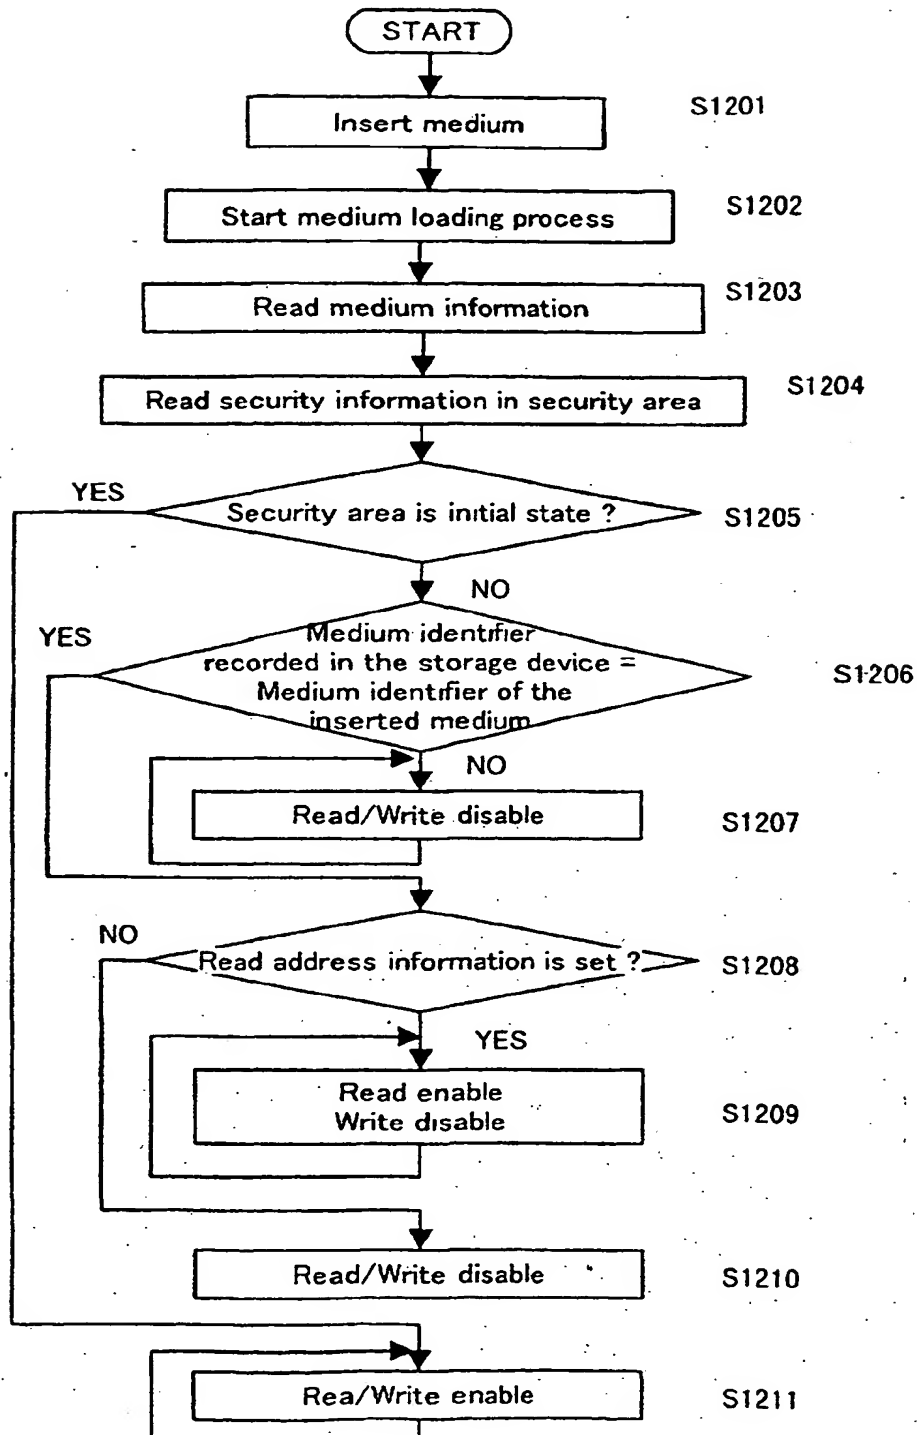 START
Insert medium
S1201
Start medium loading process
S1202
Read medium information
S1203
Read security information in security area
S1204
YES
Security area is initial state ?
S1205
NO
YES
Medium identifier
recorded in the storage device =
Medium identifier of the
inserted medium
S1206
NO
Read/Write disable
S1207
NO
Read address information is set ?
S1208
YES
Read enable
Write disable
S1209
Read/Write disable
S1210
Rea/Write enable
S1211